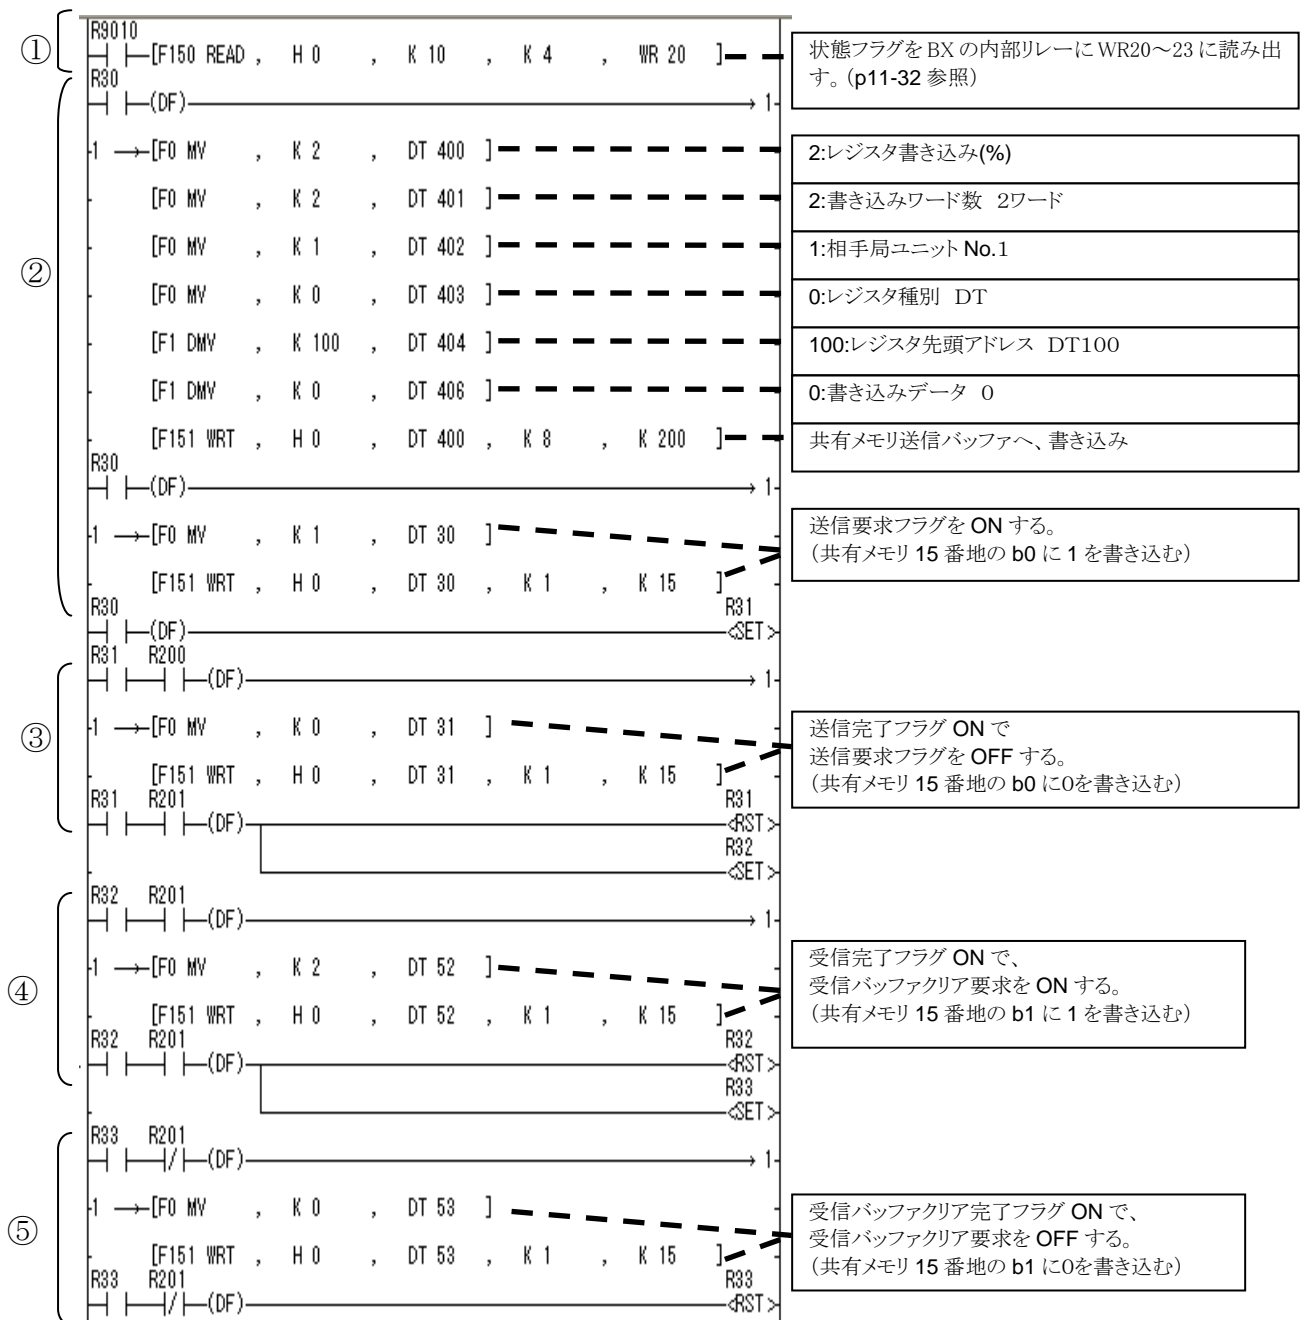 R9010
① [F150 READ , H 0 , K 10 , K 4 , WR 20 ]
状態フラグを BX の内部リレーに WR20～23 に読み出
す。（p11-32 参照）
R30
(DF) 1
②
1 [F0 MV , K 2 , DT 400 ]
2:レジスタ書き込み(%)
[F0 MV , K 2 , DT 401 ]
2:書き込みワード数 2ワード
[F0 MV , K 1 , DT 402 ]
1:相手局ユニット No.1
[F0 MV , K 0 , DT 403 ]
0:レジスタ種別 DT
[F1 DMV , K 100 , DT 404 ]
100:レジスタ先頭アドレス DT100
[F1 DMV , K 0 , DT 406 ]
0:書き込みデータ 0
[F151 WRT , H 0 , DT 400 , K 8 , K 200 ]
共有メモリ送信バッファへ、書き込み
R30
(DF) 1
1 [F0 MV , K 1 , DT 30 ]
[F151 WRT , H 0 , DT 30 , K 1 , K 15 ]
送信要求フラグを ON する。
（共有メモリ 15 番地の b0 に 1 を書き込む）
R30 R31
(DF) <SET>
R31 R200
(DF) 1
③
1 [F0 MV , K 0 , DT 31 ]
[F151 WRT , H 0 , DT 31 , K 1 , K 15 ]
送信完了フラグ ON で
送信要求フラグを OFF する。
（共有メモリ 15 番地の b0 に0を書き込む）
R31 R201 R31
(DF) <RST>
R32
<SET>
R32 R201
(DF) 1
④
1 [F0 MV , K 2 , DT 52 ]
[F151 WRT , H 0 , DT 52 , K 1 , K 15 ]
受信完了フラグ ON で、
受信バッファクリア要求を ON する。
（共有メモリ 15 番地の b1 に 1 を書き込む）
R32 R201 R32
(DF) <RST>
R33
<SET>
R33 R201
(DF) 1
⑤
1 [F0 MV , K 0 , DT 53 ]
[F151 WRT , H 0 , DT 53 , K 1 , K 15 ]
受信バッファクリア完了フラグ ON で、
受信バッファクリア要求を OFF する。
（共有メモリ 15 番地の b1 に0を書き込む）
R33 R201 R33
(DF) <RST>